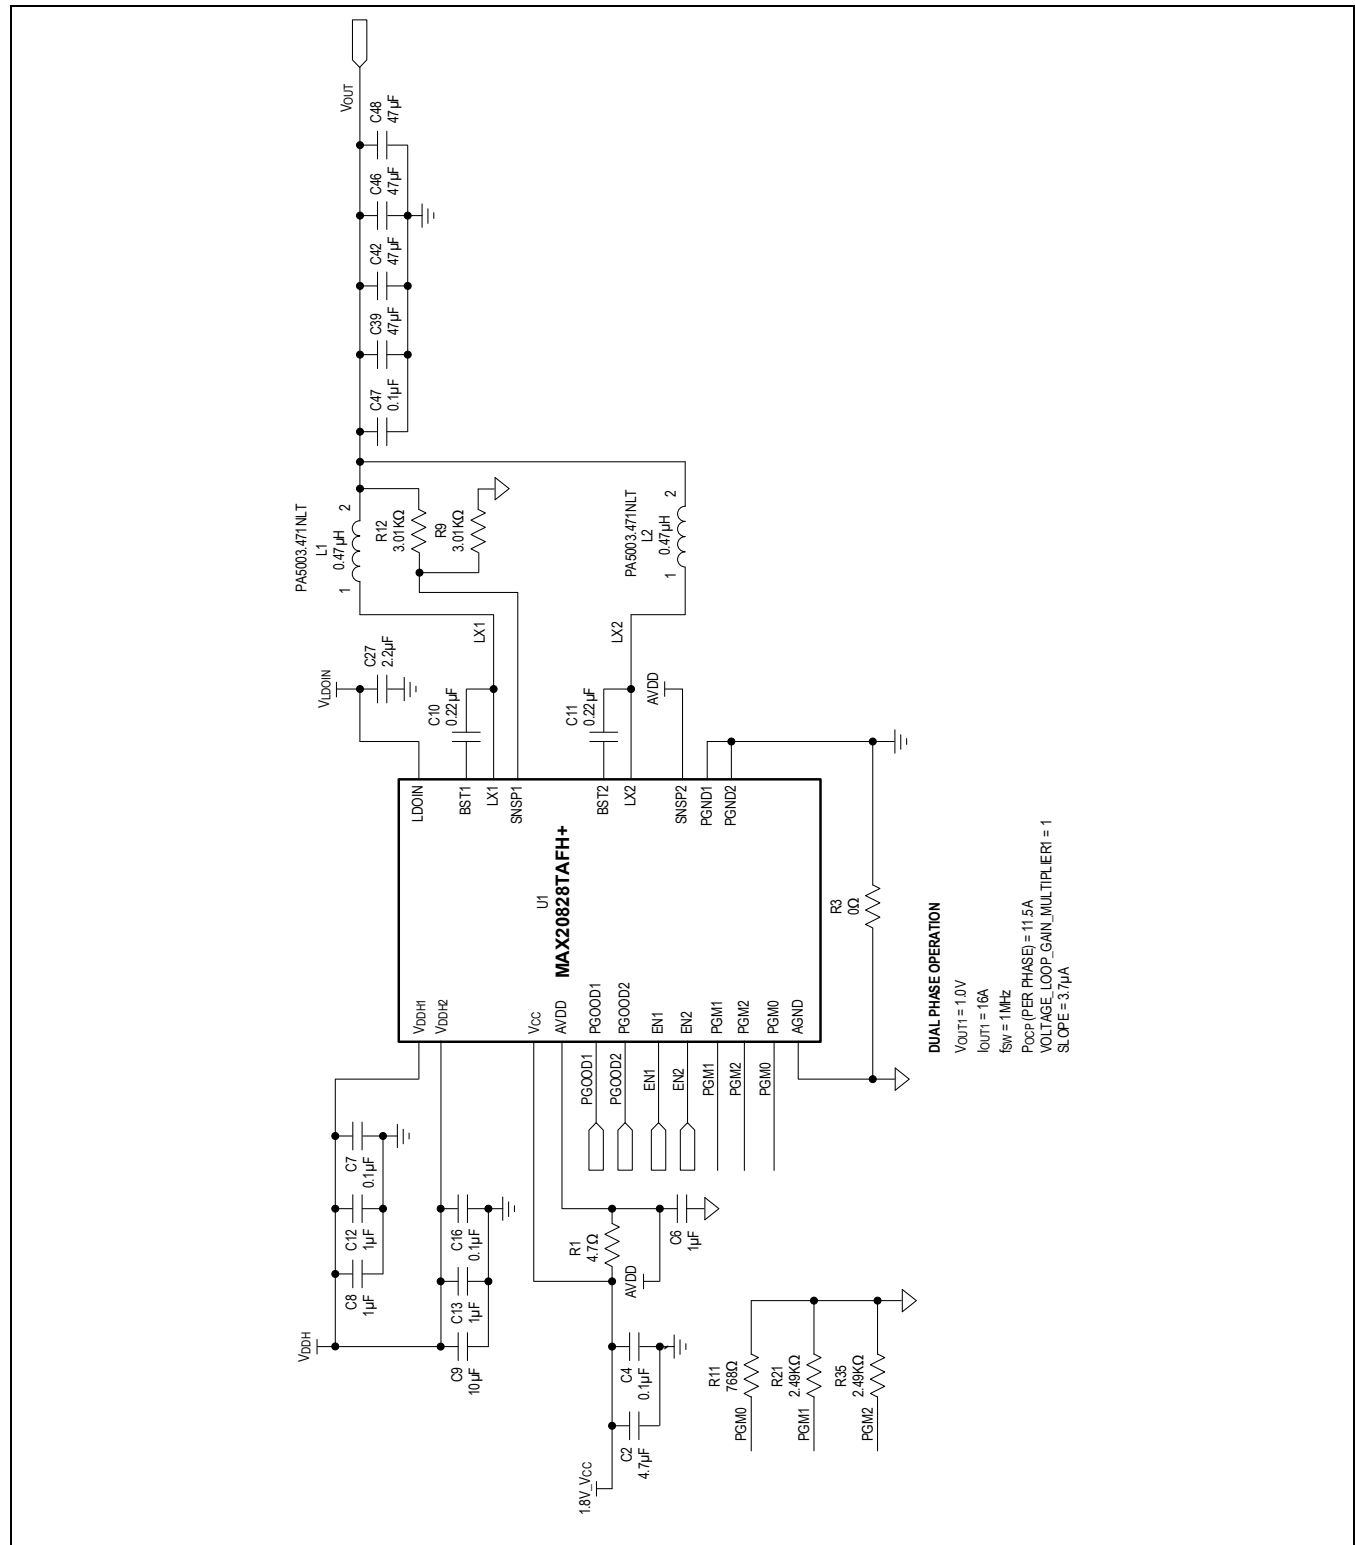 VOUT
C48
47µF
C46
47µF
C42
47µF
C39
47µF
C47
0.1µF
PA5003.471NLT
L1
0.47µH
1
2
R12
3.01KΩ
R9
3.01KΩ
PA5003.471NLT
L2
0.47µH
1
2
VLDOIN
C27
2.2µF
LX1
C10
0.22µF
LX2
C11
0.22µF
AVDD
LDOIN
BST1
LX1
SNSP1
BST2
LX2
SNSP2
PGND1
PGND2
U1
MAX20828TAFH+
VDDH1
VDDH2
VCC
AVDD
PGOOD1
PGOOD2
EN1
EN2
PGM1
PGM2
PGM0
AGND
PGOOD1
PGOOD2
EN1
EN2
PGM1
PGM2
PGM0
R3
0Ω
VDDH
C8
1µF
C12
1µF
C7
0.1µF
C9
10µF
C13
1µF
C16
0.1µF
R1
4.7Ω
AVDD
C6
1µF
1.8V_VCC
C2
4.7µF
C4
0.1µF
PGM0
R11
768Ω
PGM1
R21
2.49KΩ
PGM2
R35
2.49KΩ
DUAL PHASE OPERATION
VOUT1 = 1.0V
IOUT1 = 16A
fSW = 1MHz
POCP (PER PHASE) = 11.5A
VOLTAGE_LOOP_GAIN_MULTIPLIER1 = 1
SLOPE = 3.7µA